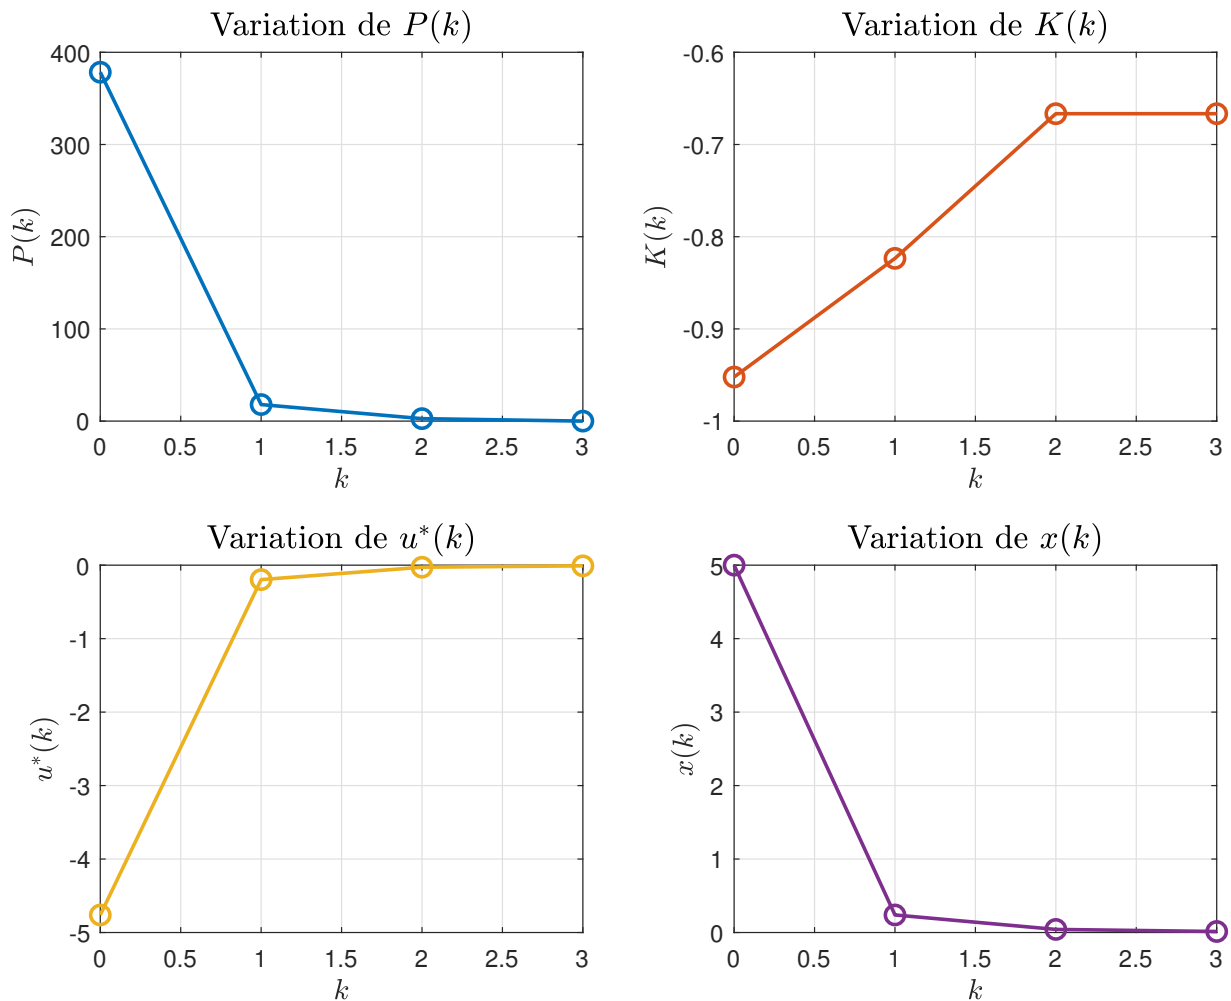 Variation de P(k)
400
300
200
100
0
P(k)
0 0.5 1 1.5 2 2.5 3
k
Variation de K(k)
-0.6
-0.7
-0.8
-0.9
-1
K(k)
0 0.5 1 1.5 2 2.5 3
k
Variation de u*(k)
0
-1
-2
-3
-4
-5
u*(k)
0 0.5 1 1.5 2 2.5 3
k
Variation de x(k)
5
4
3
2
1
0
x(k)
0 0.5 1 1.5 2 2.5 3
k